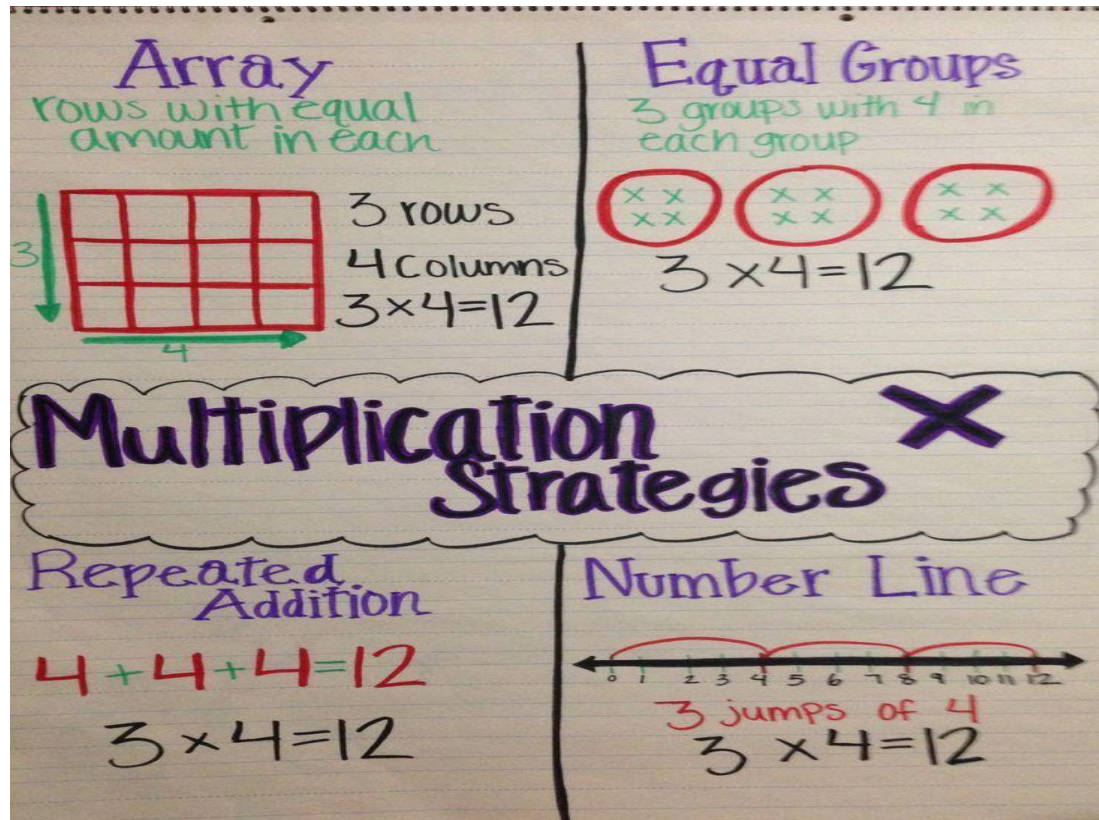 Array
rows with equal
amount in each
3
4
3 rows
4 columns
3×4=12
Equal Groups
3 groups with 4 in
each group
x x
x x
x x
x x
x x
x x
3×4=12
Multiplication ×
Strategies
Repeated
Addition
4+4+4=12
3×4=12
Number Line
0 1 2 3 4 5 6 7 8 9 10 11 12
3 jumps of 4
3 ×4=12